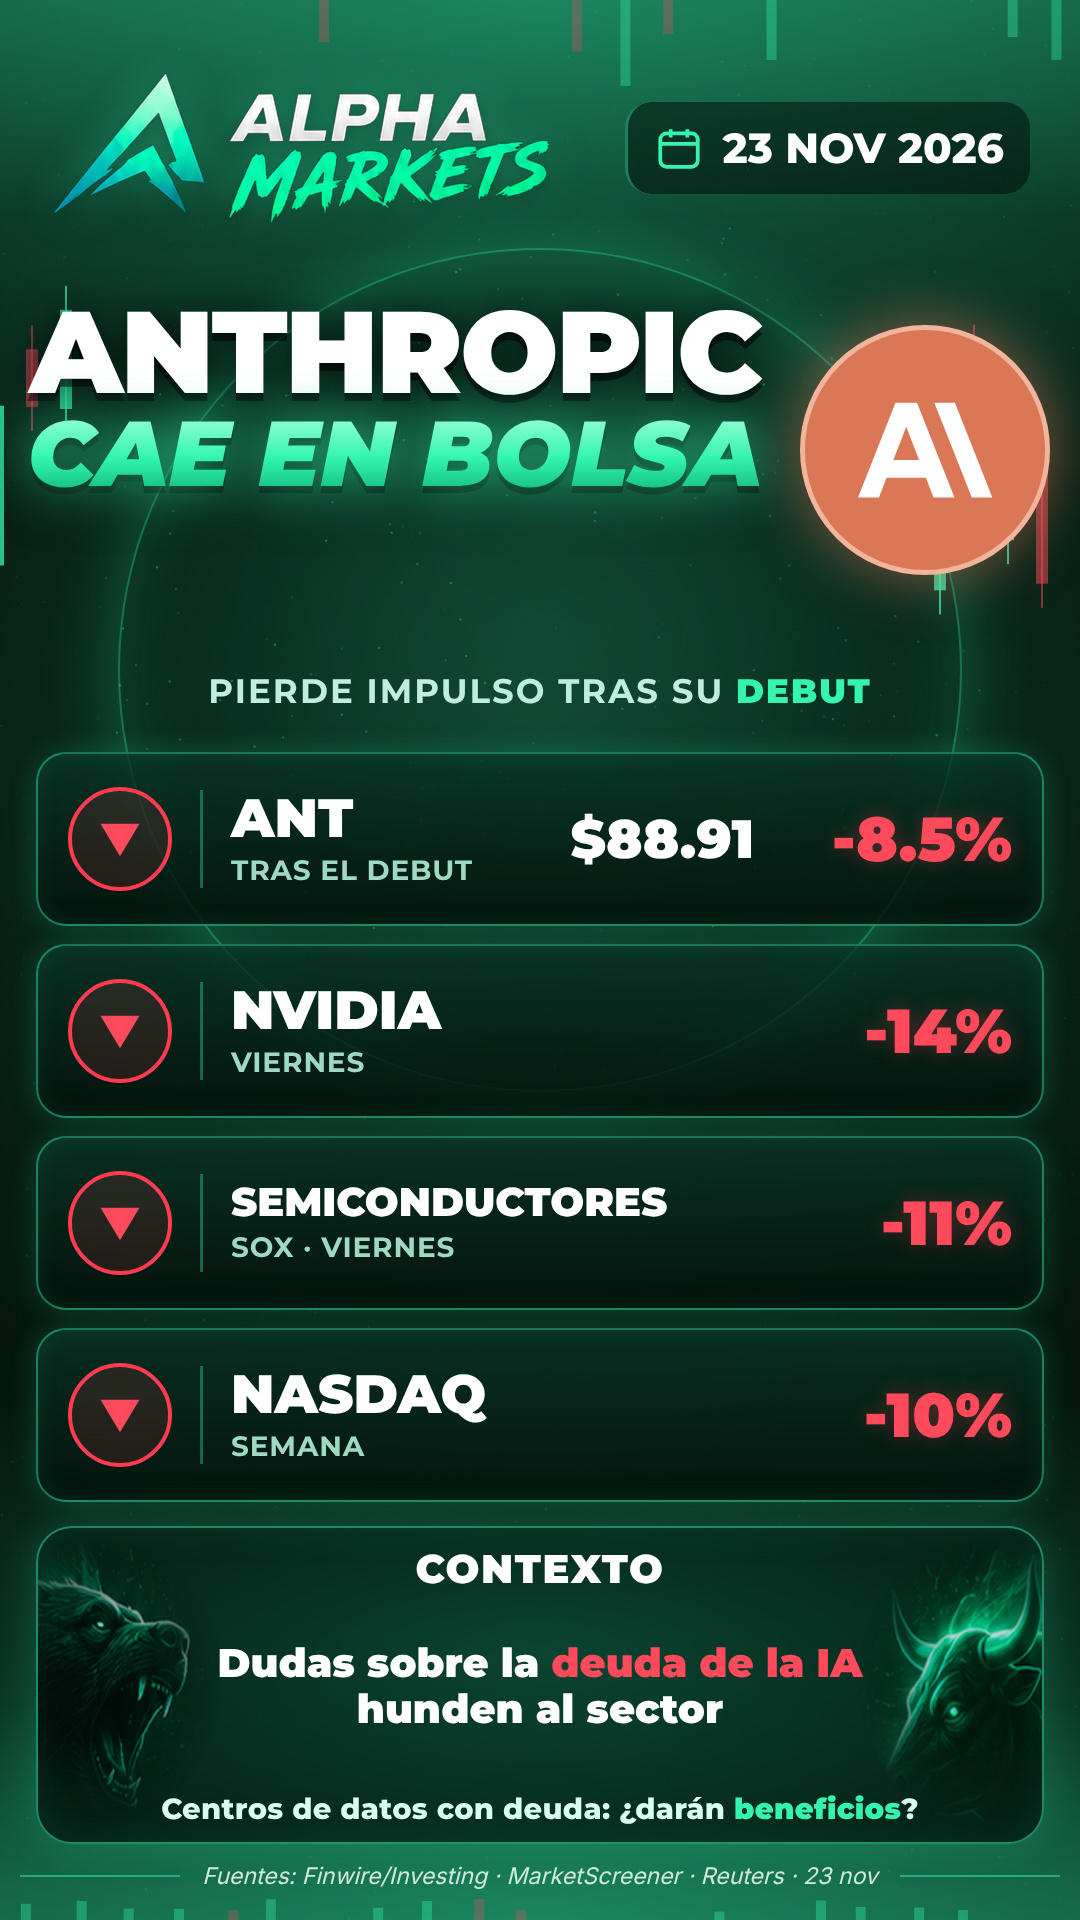 ALPHA
MARKETS
23 NOV 2026
ANTHROPIC
CAE EN BOLSA
A\
PIERDE IMPULSO TRAS SU DEBUT
ANT
TRAS EL DEBUT
$88.91
-8.5%
NVIDIA
VIERNES
-14%
SEMICONDUCTORES
SOX · VIERNES
-11%
NASDAQ
SEMANA
-10%
CONTEXTO
Dudas sobre la deuda de la IA
hunden al sector
Centros de datos con deuda: ¿darán beneficios?
Fuentes: Finwire/Investing · MarketScreener · Reuters · 23 nov